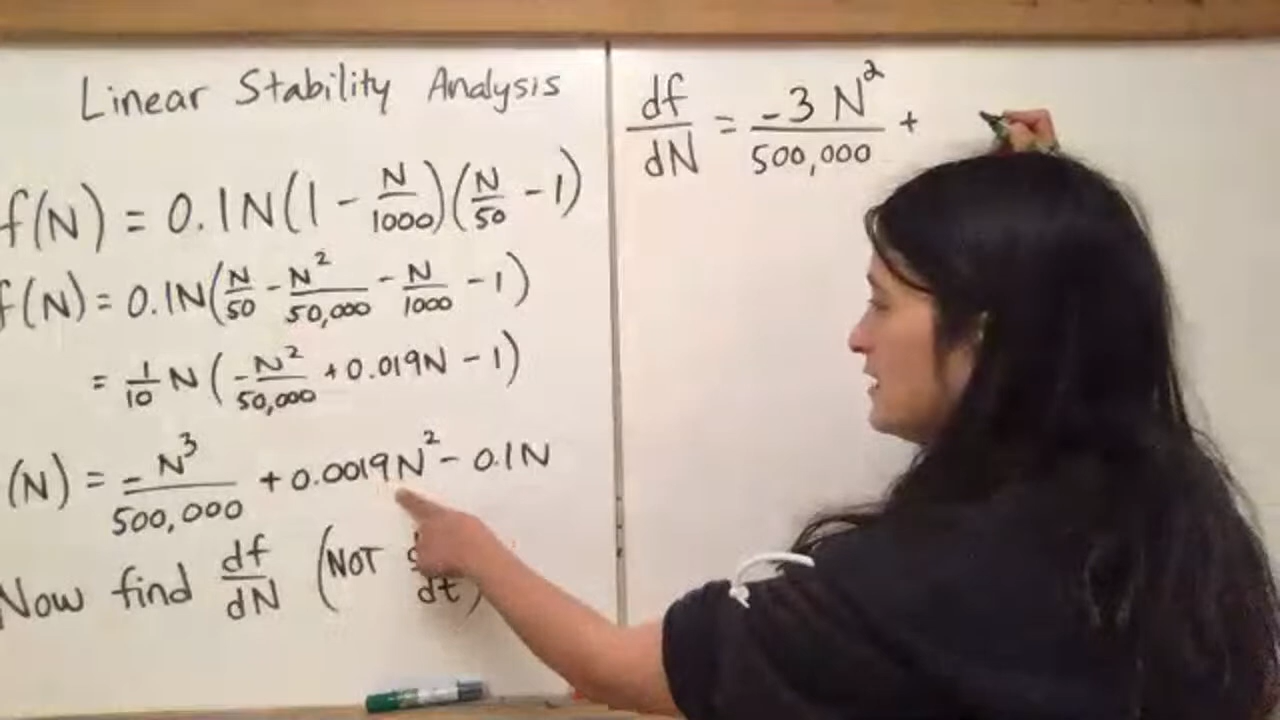 Linear Stability Analysis
f(N) = 0.1N(1 - N/1000)(N/50 - 1)
f(N) = 0.1N(N/50 - N²/50,000 - N/1000 - 1)
= 1/10 N (-N²/50,000 + 0.019N - 1)
(N) = -N³/500,000 + 0.0019N² - 0.1N
Now find df/dN (NOT dt)
df/dN = -3N²/500,000 +